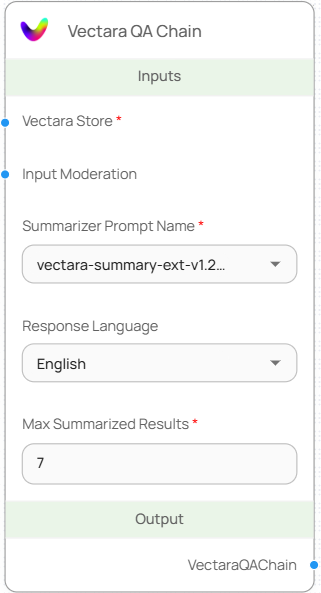 Vectara QA Chain
Inputs
Vectara Store *
Input Moderation
Summarizer Prompt Name *
vectara-summary-ext-v1.2...
Response Language
English
Max Summarized Results *
7
Output
VectaraQAChain